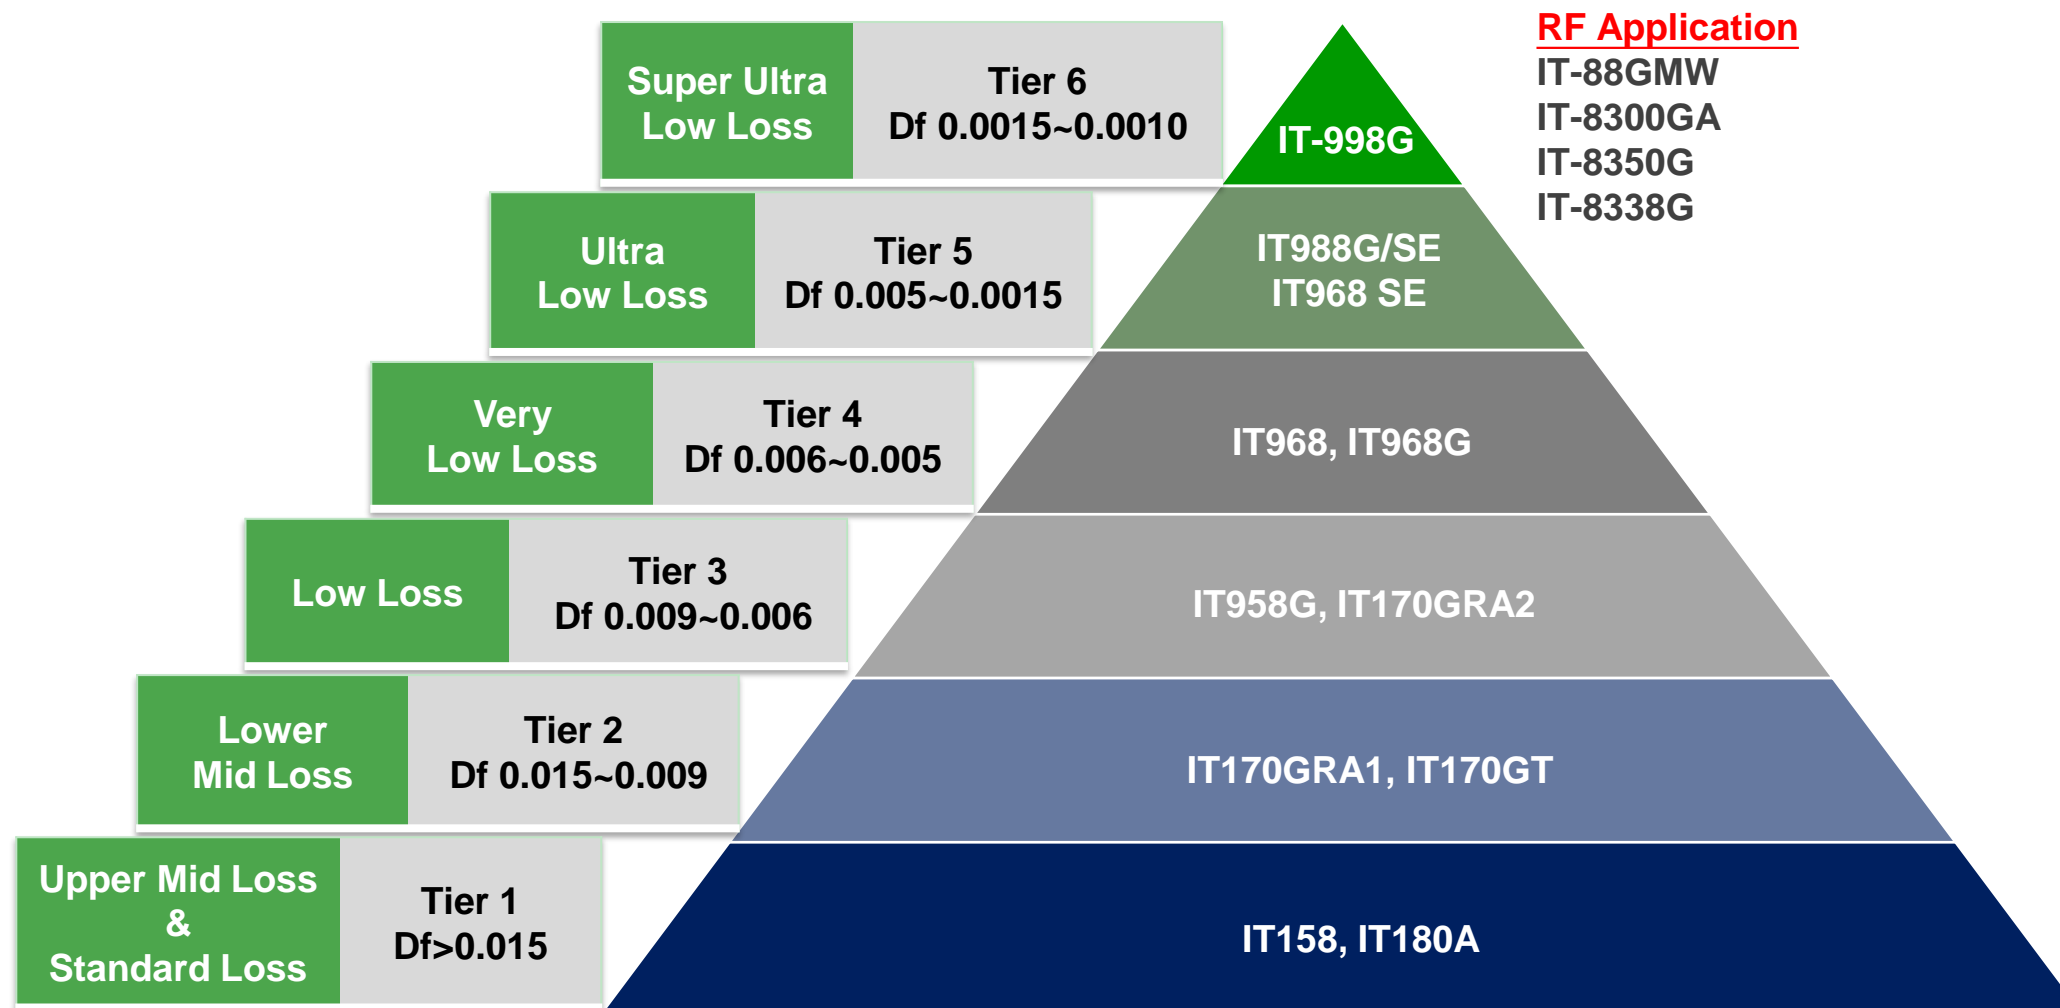 RF Application
IT-88GMW
IT-8300GA
IT-8350G
IT-8338G
Super Ultra
Low Loss
Tier 6
Df 0.0015~0.0010
IT-998G
Ultra
Low Loss
Tier 5
Df 0.005~0.0015
IT988G/SE
IT968 SE
Very
Low Loss
Tier 4
Df 0.006~0.005
IT968, IT968G
Low Loss
Tier 3
Df 0.009~0.006
IT958G, IT170GRA2
Lower
Mid Loss
Tier 2
Df 0.015~0.009
IT170GRA1, IT170GT
Upper Mid Loss
&
Standard Loss
Tier 1
Df>0.015
IT158, IT180A